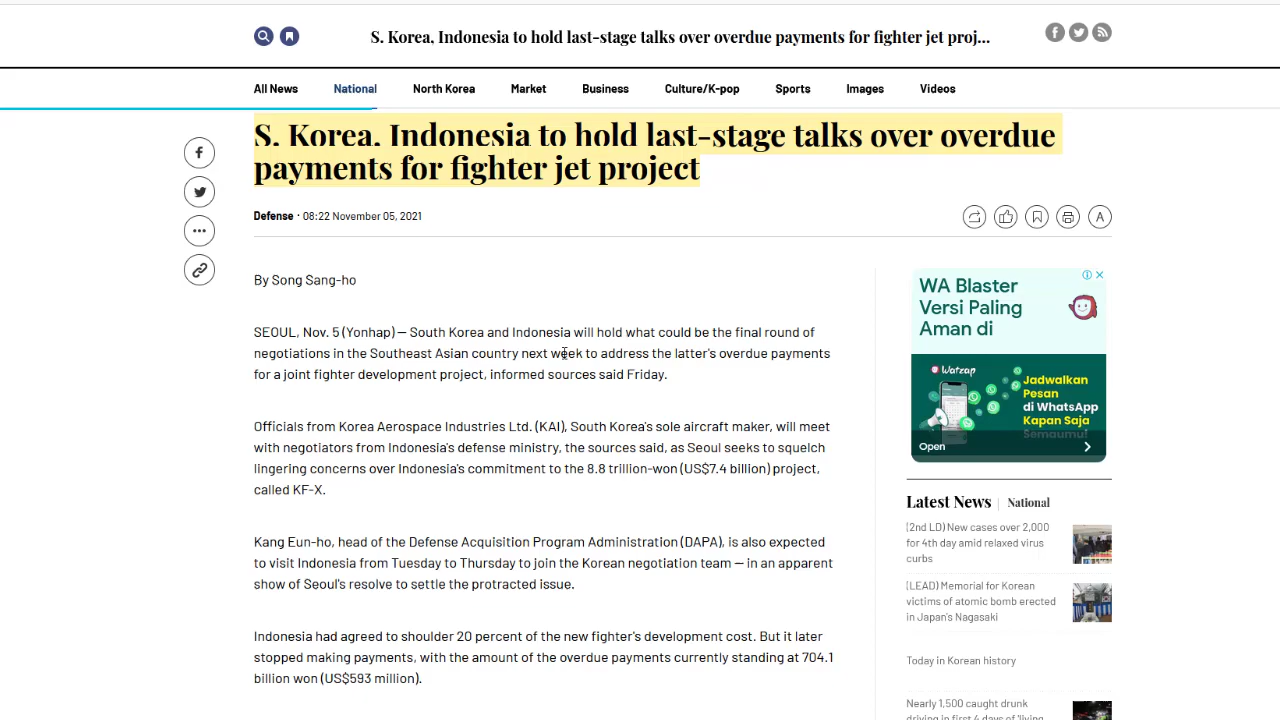 S. Korea, Indonesia to hold last-stage talks over overdue payments for fighter jet proj...
All News National North Korea Market Business Culture/K-pop Sports Images Videos
S. Korea, Indonesia to hold last-stage talks over overdue
payments for fighter jet project
Defense · 08:22 November 05, 2021
A
By Song Sang-ho
SEOUL, Nov. 5 (Yonhap) -- South Korea and Indonesia will hold what could be the final round of
negotiations in the Southeast Asian country next week to address the latter's overdue payments
for a joint fighter development project, informed sources said Friday.
Officials from Korea Aerospace Industries Ltd. (KAI), South Korea's sole aircraft maker, will meet
with negotiators from Indonesia's defense ministry, the sources said, as Seoul seeks to squelch
lingering concerns over Indonesia's commitment to the 8.8 trillion-won (US$7.4 billion) project,
called KF-X.
Kang Eun-ho, head of the Defense Acquisition Program Administration (DAPA), is also expected
to visit Indonesia from Tuesday to Thursday to join the Korean negotiation team -- in an apparent
show of Seoul's resolve to settle the protracted issue.
Indonesia had agreed to shoulder 20 percent of the new fighter's development cost. But it later
stopped making payments, with the amount of the overdue payments currently standing at 704.1
billion won (US$593 million).
WA Blaster
Versi Paling
Aman di
Watzap
Jadwalkan
Pesan
di WhatsApp
Kapan Saja
Semaumu!
Open
Latest News | National
(2nd LD) New cases over 2,000
for 4th day amid relaxed virus
curbs
(LEAD) Memorial for Korean
victims of atomic bomb erected
in Japan's Nagasaki
Today in Korean history
Nearly 1,500 caught drunk
driving in first 4 days of 'living